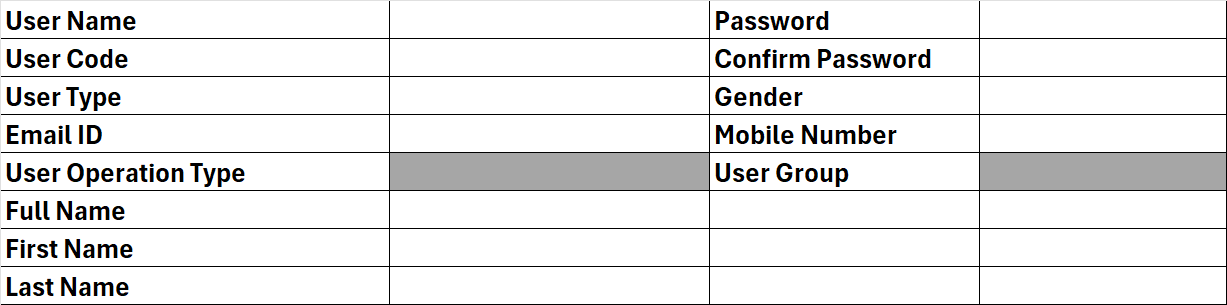 User Name Password
User Code Confirm Password
User Type Gender
Email ID Mobile Number
User Operation Type User Group
Full Name
First Name
Last Name